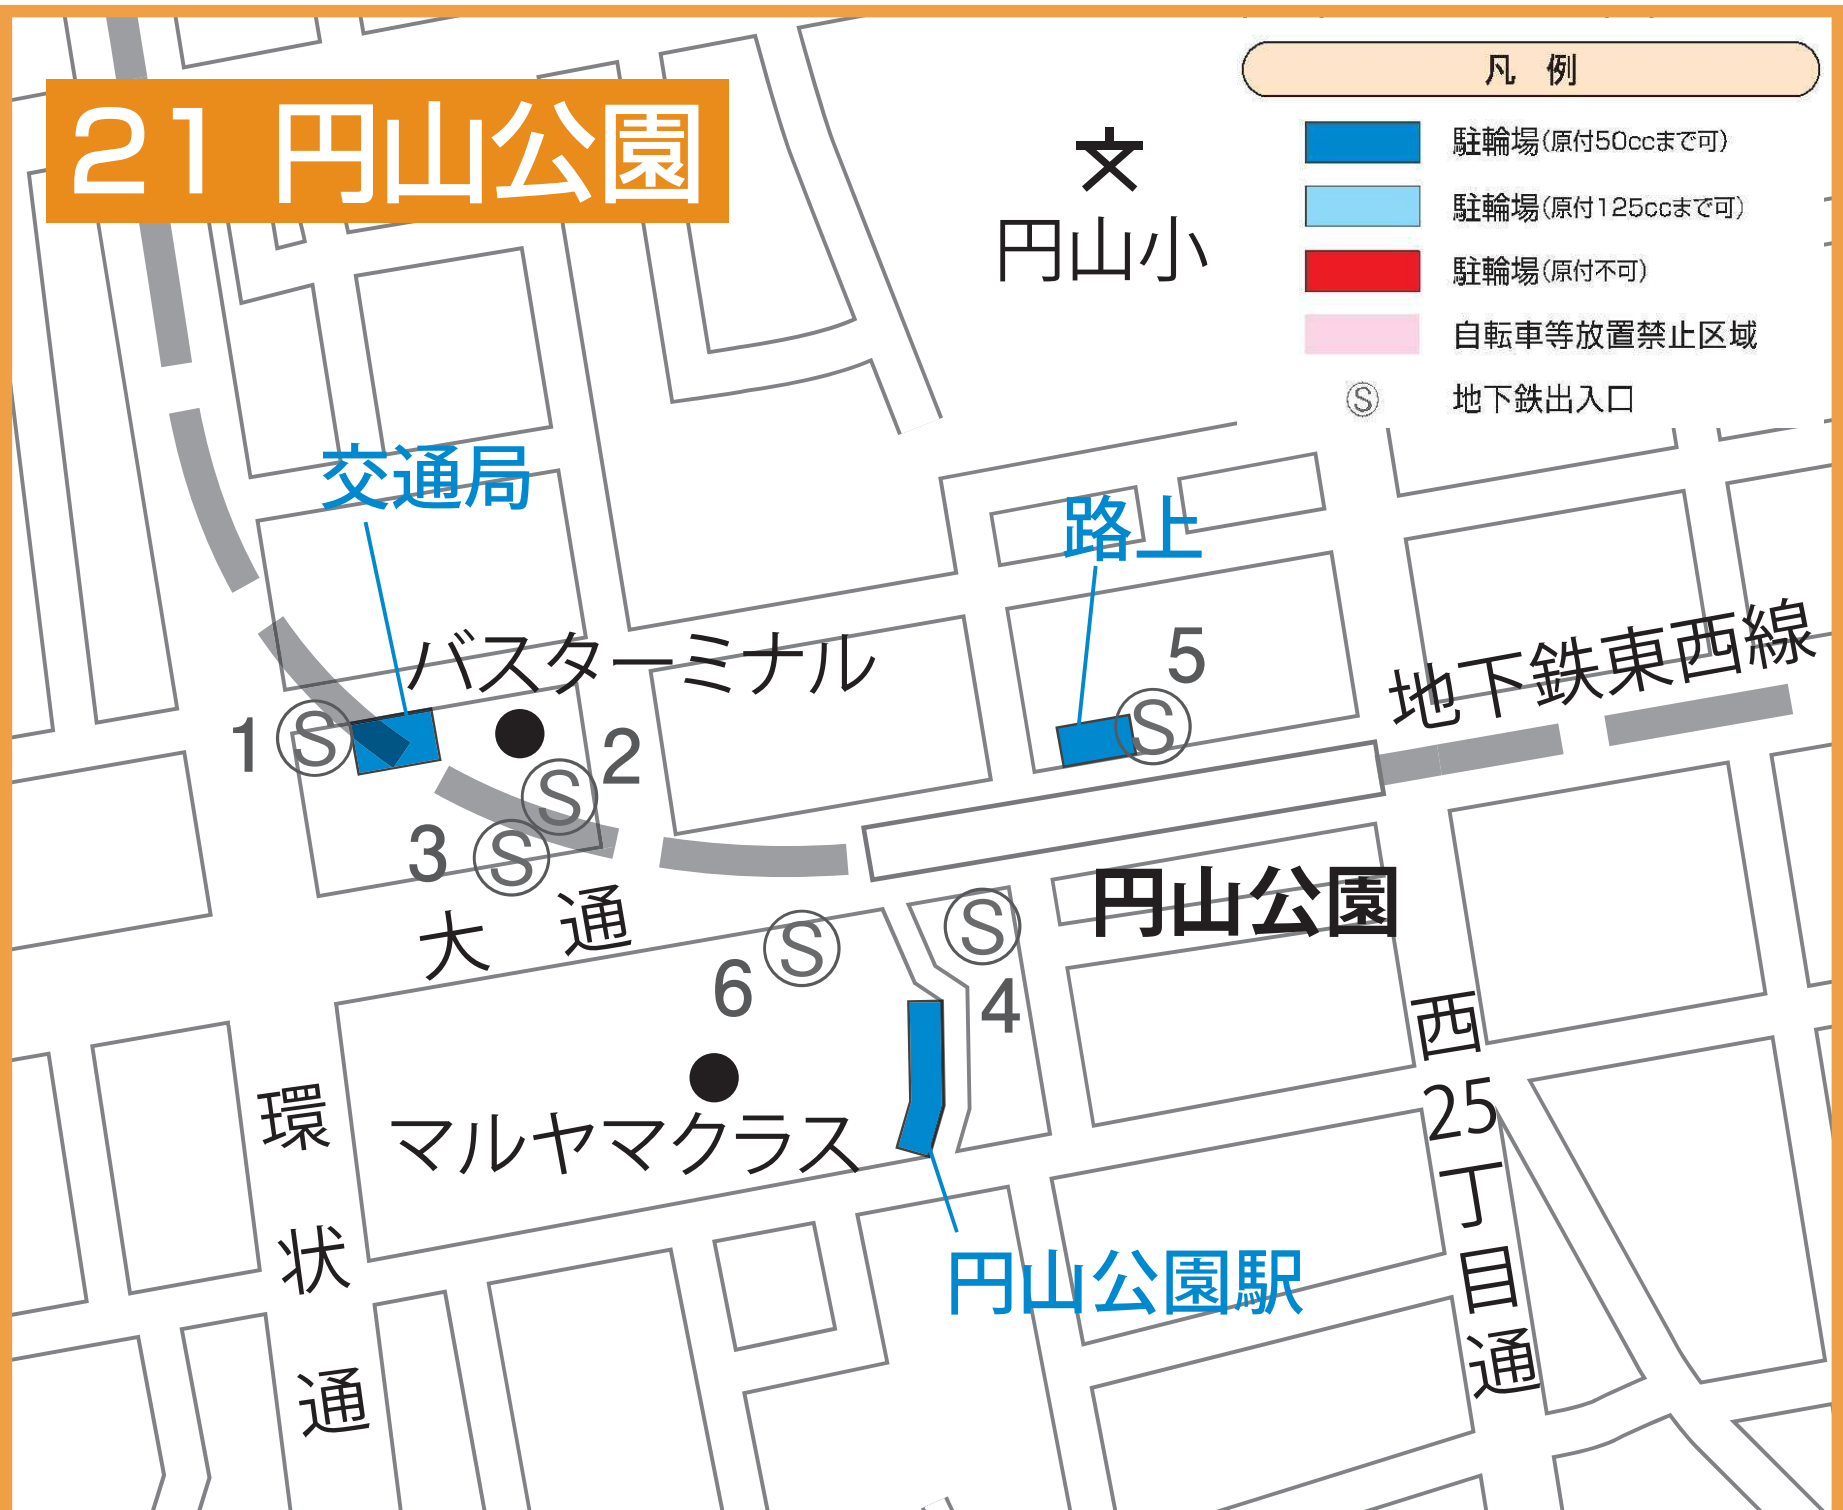 21 円山公園
凡 例
駐輪場(原付50ccまで可)
駐輪場(原付125ccまで可)
駐輪場(原付不可)
自転車等放置禁止区域
Ⓢ 地下鉄出入口
文
円山小
交通局
路上
バスターミナル
5
Ⓢ
地下鉄東西線
1 Ⓢ
Ⓢ 2
3 Ⓢ
大 通
円山公園
6 Ⓢ
Ⓢ 4
マルヤマクラス
西25丁目通
環状通
円山公園駅